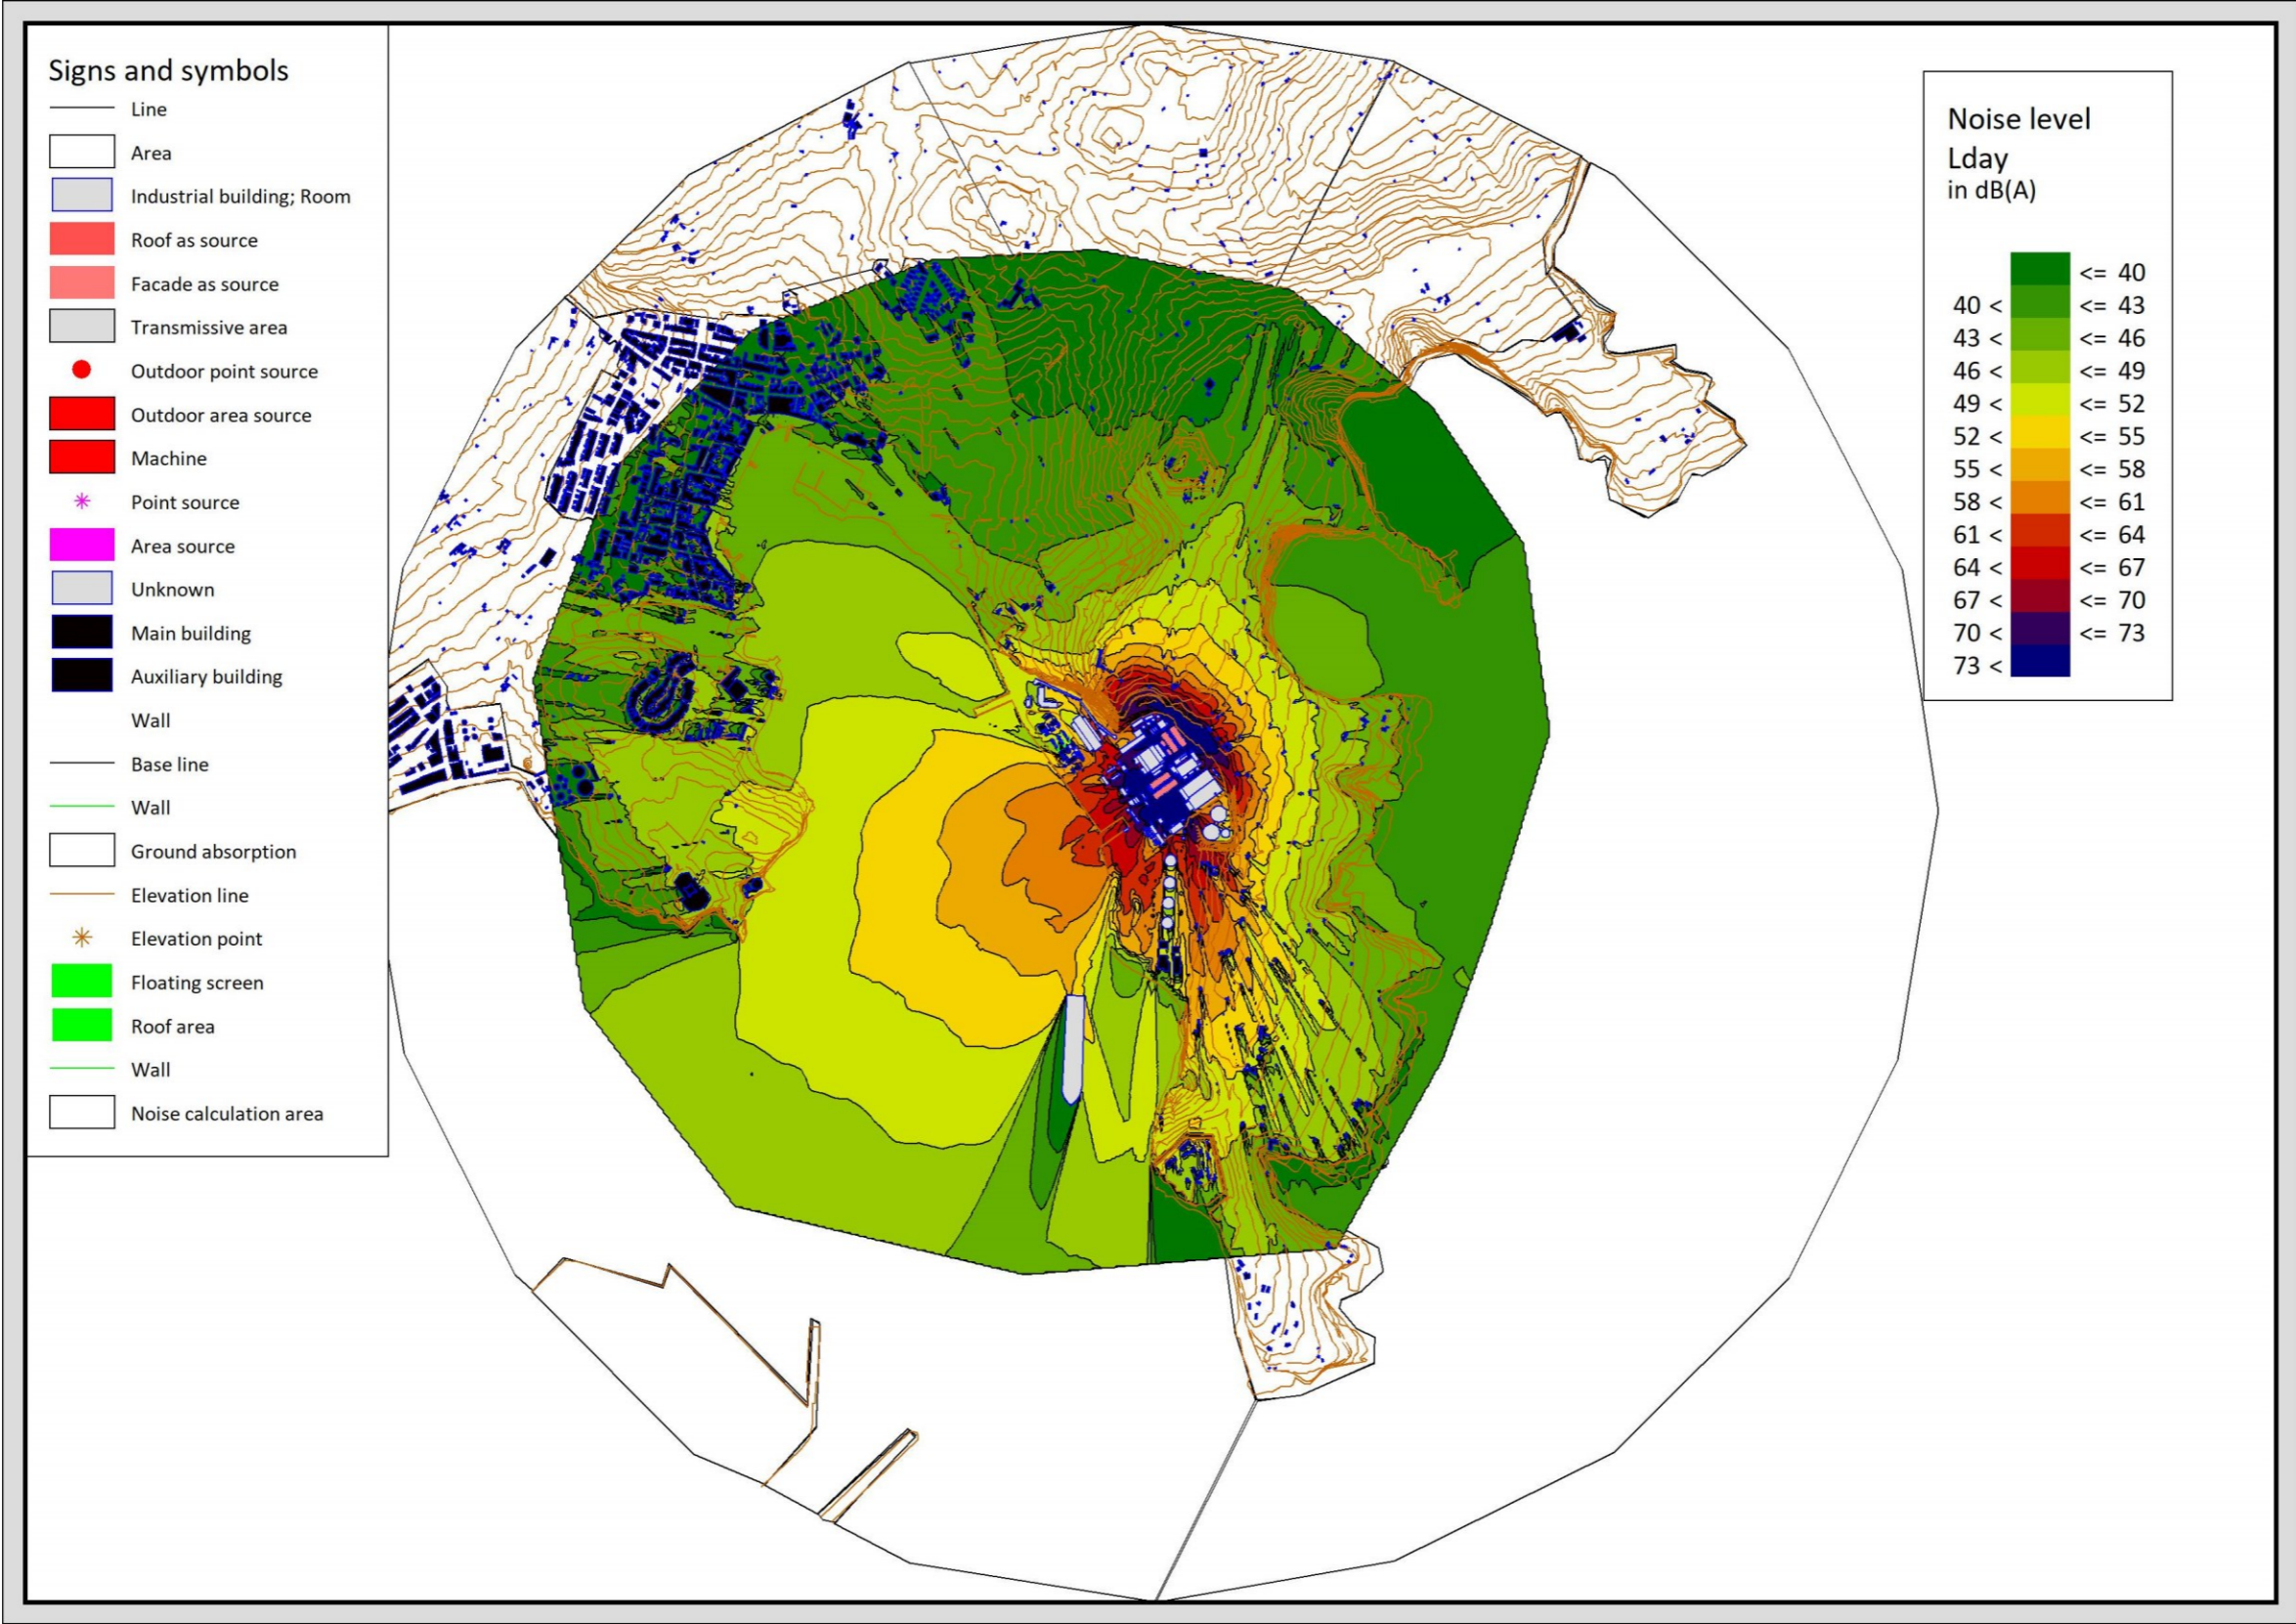 Signs and symbols
Line
Area
Industrial building; Room
Roof as source
Facade as source
Transmissive area
Outdoor point source
Outdoor area source
Machine
Point source
Area source
Unknown
Main building
Auxiliary building
Wall
Base line
Wall
Ground absorption
Elevation line
Elevation point
Floating screen
Roof area
Wall
Noise calculation area
Noise level
Lday
in dB(A)
<= 40
40 < <= 43
43 < <= 46
46 < <= 49
49 < <= 52
52 < <= 55
55 < <= 58
58 < <= 61
61 < <= 64
64 < <= 67
67 < <= 70
70 < <= 73
73 <